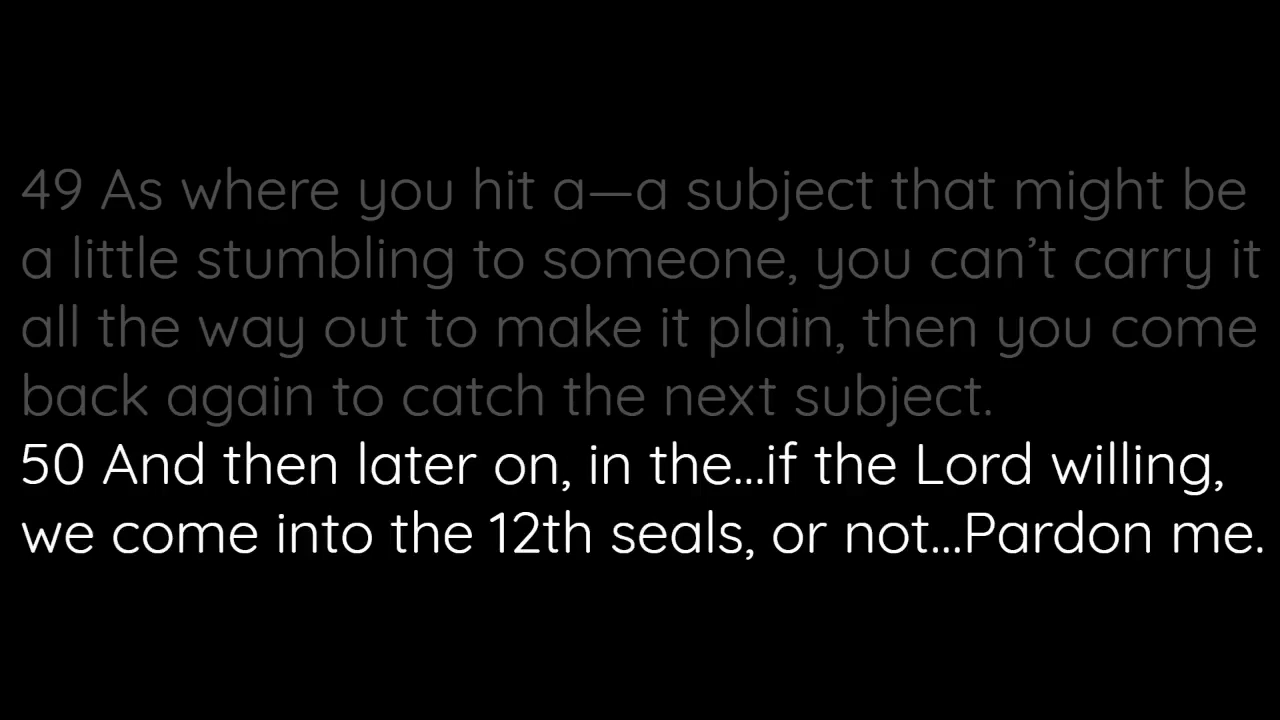 49 As where you hit a—a subject that might be
a little stumbling to someone, you can’t carry it
all the way out to make it plain, then you come
back again to catch the next subject.
50 And then later on, in the...if the Lord willing,
we come into the 12th seals, or not...Pardon me.